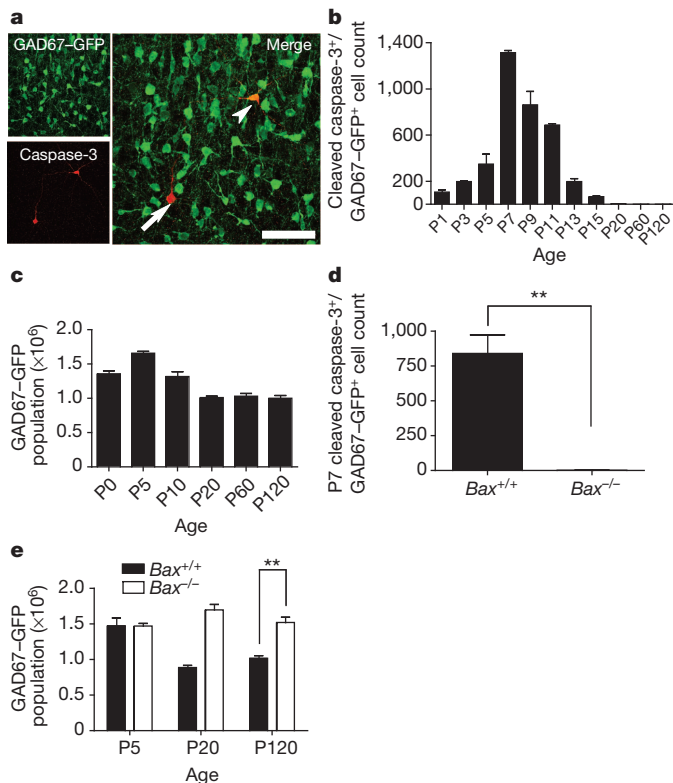 a
GAD67–GFP
Merge
Caspase-3
b
Cleaved caspase-3+/
GAD67–GFP+ cell count
1,400
1,000
600
200
0
P1 P3 P5 P7 P9 P11 P13 P15 P20 P60 P120
Age
c
GAD67–GFP
population (×10⁶)
2.0
1.5
1.0
0.5
0
P0 P5 P10 P20 P60 P120
Age
d
P7 cleaved caspase-3+/
GAD67–GFP+ cell count
1,000
750
500
250
0
**
Bax+/+ Bax–/–
e
GAD67–GFP
population (×10⁶)
2.0
1.5
1.0
0.5
0
Bax+/+
Bax–/–
**
P5 P20 P120
Age